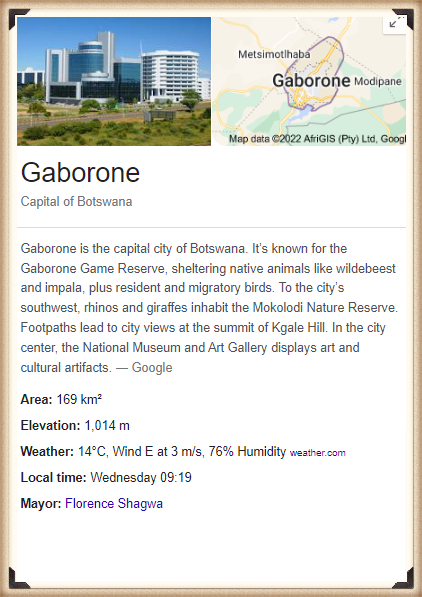 Metsimotlhaba
Gaborone
Modipane
Map data ©2022 AfriGIS (Pty) Ltd, Googl
Gaborone
Capital of Botswana
Gaborone is the capital city of Botswana. It’s known for the
Gaborone Game Reserve, sheltering native animals like wildebeest
and impala, plus resident and migratory birds. To the city’s
southwest, rhinos and giraffes inhabit the Mokolodi Nature Reserve.
Footpaths lead to city views at the summit of Kgale Hill. In the city
center, the National Museum and Art Gallery displays art and
cultural artifacts. — Google
Area: 169 km²
Elevation: 1,014 m
Weather: 14°C, Wind E at 3 m/s, 76% Humidity weather.com
Local time: Wednesday 09:19
Mayor: Florence Shagwa